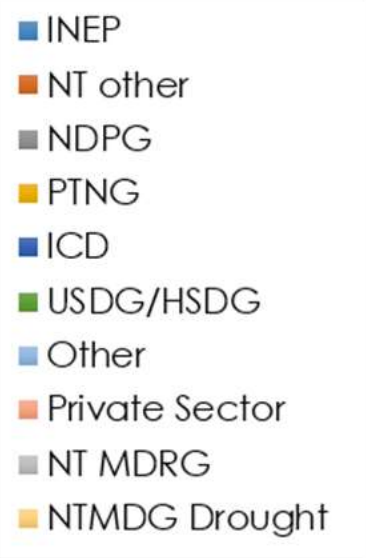 INEP
NT other
NDPG
PTNG
ICD
USDG/HSDG
Other
Private Sector
NT MDRG
NTMDG Drought